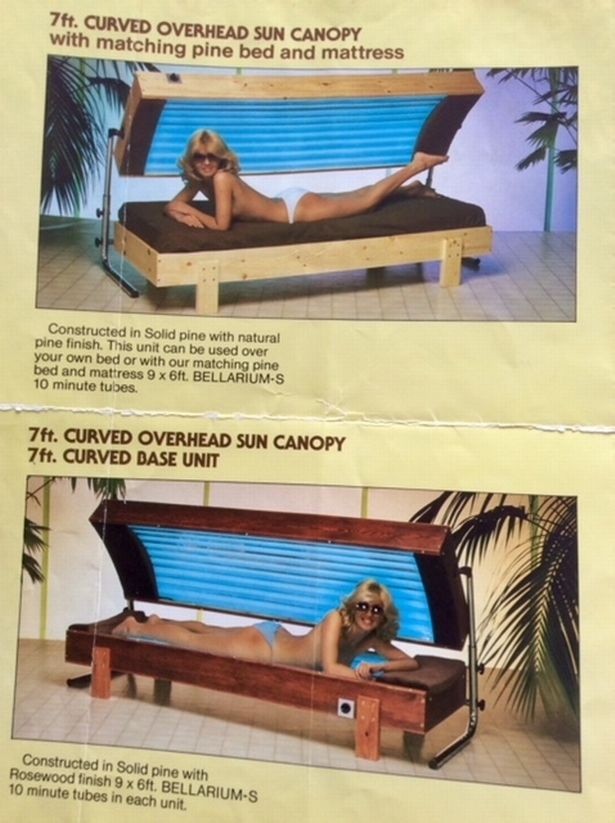 7ft. CURVED OVERHEAD SUN CANOPY
with matching pine bed and mattress
Constructed in Solid pine with natural
pine finish. This unit can be used over
your own bed or with our matching pine
bed and mattress 9 x 6ft. BELLARIUM-S
10 minute tubes.
7ft. CURVED OVERHEAD SUN CANOPY
7ft. CURVED BASE UNIT
Constructed in Solid pine with
Rosewood finish 9 x 6ft. BELLARIUM-S
10 minute tubes in each unit.